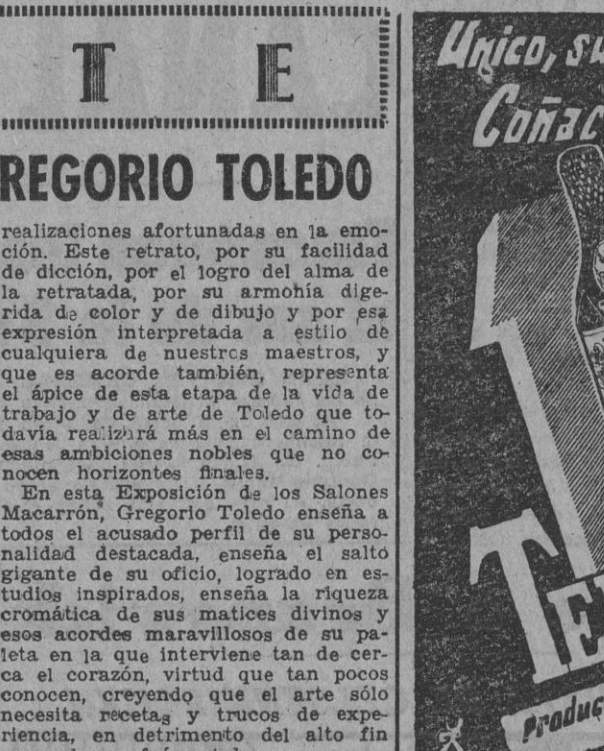 T E
REGORIO TOLEDO
realizaciones afortunadas en la emo-
ción. Este retrato, por su facilidad
de dicción, por el logro del alma de
la retratada, por su armonía dige-
rida de color y de dibujo y por esa
expresión interpretada a estilo de
cualquiera de nuestros maestros, y
que es acorde también, representa
el ápice de esta etapa de la vida de
trabajo y de arte de Toledo que to-
davía realizará más en el camino de
esas ambiciones nobles que no co-
nocen horizontes finales.
En esta Exposición de los Salones
Macarrón, Gregorio Toledo enseña a
todos el acusado perfil de su perso-
nalidad destacada, enseña el salto
gigante de su oficio, logrado en es-
tudios inspirados, enseña la riqueza
cromática de sus matices divinos y
esos acordes maravillosos de su pa-
leta en la que interviene tan de cer-
ca el corazón, virtud que tan pocos
conocen, creyendo que el arte sólo
necesita recetas y trucos de expe-
riencia, en detrimento del alto fin
Unico, su
Coñac
1
TE
Produc